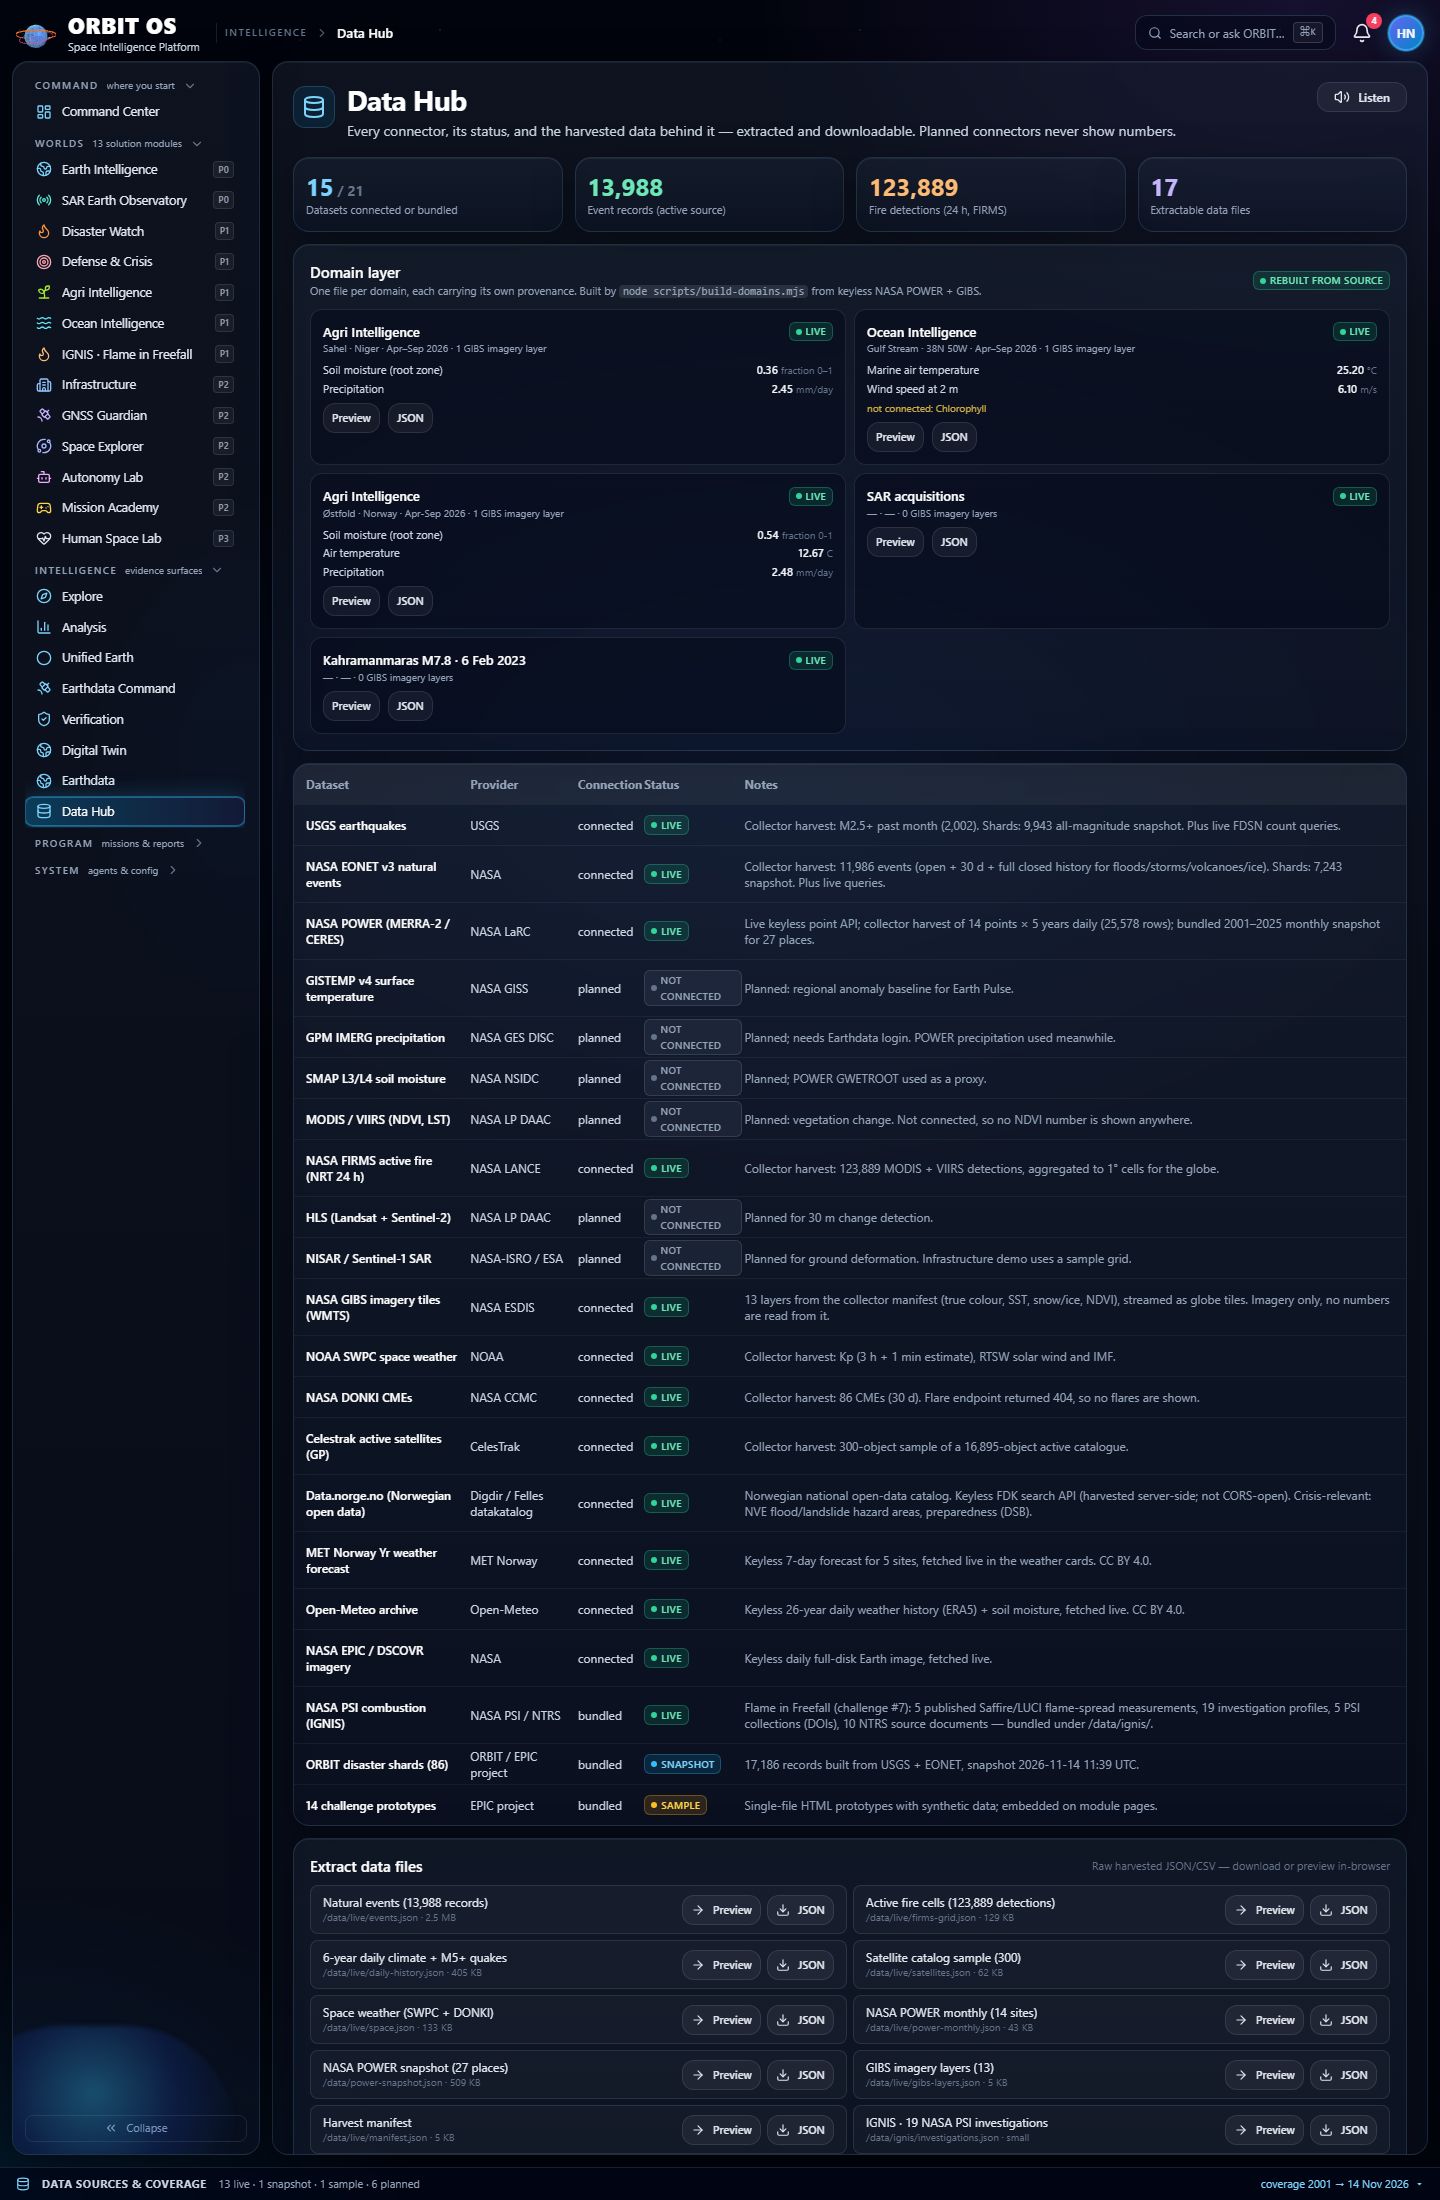 ORBIT OS
Space Intelligence Platform
INTELLIGENCE > Data Hub
Search or ask ORBIT... ⌘K
4
HN
COMMAND where you start
Command Center
WORLDS 13 solution modules
Earth Intelligence P0
SAR Earth Observatory P0
Disaster Watch P1
Defense & Crisis P1
Agri Intelligence P1
Ocean Intelligence P1
IGNIS · Flame in Freefall P1
Infrastructure P2
GNSS Guardian P2
Space Explorer P2
Autonomy Lab P2
Mission Academy P2
Human Space Lab P3
INTELLIGENCE evidence surfaces
Explore
Analysis
Unified Earth
Earthdata Command
Verification
Digital Twin
Earthdata
Data Hub
PROGRAM missions & reports
SYSTEM agents & config
Collapse
Data Hub
Every connector, its status, and the harvested data behind it — extracted and downloadable. Planned connectors never show numbers.
Listen
15 / 21
Datasets connected or bundled
13,988
Event records (active source)
123,889
Fire detections (24 h, FIRMS)
17
Extractable data files
Domain layer
One file per domain, each carrying its own provenance. Built by node scripts/build-domains.mjs from keyless NASA POWER + GIBS.
REBUILT FROM SOURCE
Agri Intelligence LIVE
Sahel · Niger · Apr–Sep 2026 · 1 GIBS imagery layer
Soil moisture (root zone) 0.36 fraction 0–1
Precipitation 2.45 mm/day
Preview JSON
Ocean Intelligence LIVE
Gulf Stream · 38N 50W · Apr–Sep 2026 · 1 GIBS imagery layer
Marine air temperature 25.20 °C
Wind speed at 2 m 6.10 m/s
not connected: Chlorophyll
Preview JSON
Agri Intelligence LIVE
Østfold · Norway · Apr-Sep 2026 · 1 GIBS imagery layer
Soil moisture (root zone) 0.54 fraction 0-1
Air temperature 12.67 C
Precipitation 2.48 mm/day
Preview JSON
SAR acquisitions LIVE
— · — · 0 GIBS imagery layers
Preview JSON
Kahramanmaras M7.8 · 6 Feb 2023 LIVE
— · — · 0 GIBS imagery layers
Preview JSON
Dataset Provider Connection Status Notes
USGS earthquakes USGS connected LIVE Collector harvest: M2.5+ past month (2,002). Shards: 9,943 all-magnitude snapshot. Plus live FDSN count queries.
NASA EONET v3 natural events NASA connected LIVE Collector harvest: 11,986 events (open + 30 d + full closed history for floods/storms/volcanoes/ice). Shards: 7,243 snapshot. Plus live queries.
NASA POWER (MERRA-2 / CERES) NASA LaRC connected LIVE Live keyless point API; collector harvest of 14 points × 5 years daily (25,578 rows); bundled 2001–2025 monthly snapshot for 27 places.
GISTEMP v4 surface temperature NASA GISS planned NOT CONNECTED Planned: regional anomaly baseline for Earth Pulse.
GPM IMERG precipitation NASA GES DISC planned NOT CONNECTED Planned; needs Earthdata login. POWER precipitation used meanwhile.
SMAP L3/L4 soil moisture NASA NSIDC planned NOT CONNECTED Planned; POWER GWETROOT used as a proxy.
MODIS / VIIRS (NDVI, LST) NASA LP DAAC planned NOT CONNECTED Planned: vegetation change. Not connected, so no NDVI number is shown anywhere.
NASA FIRMS active fire (NRT 24 h) NASA LANCE connected LIVE Collector harvest: 123,889 MODIS + VIIRS detections, aggregated to 1° cells for the globe.
HLS (Landsat + Sentinel-2) NASA LP DAAC planned NOT CONNECTED Planned for 30 m change detection.
NISAR / Sentinel-1 SAR NASA-ISRO / ESA planned NOT CONNECTED Planned for ground deformation. Infrastructure demo uses a sample grid.
NASA GIBS imagery tiles (WMTS) NASA ESDIS connected LIVE 13 layers from the collector manifest (true colour, SST, snow/ice, NDVI), streamed as globe tiles. Imagery only, no numbers are read from it.
NOAA SWPC space weather NOAA connected LIVE Collector harvest: Kp (3 h + 1 min estimate), RTSW solar wind and IMF.
NASA DONKI CMEs NASA CCMC connected LIVE Collector harvest: 86 CMEs (30 d). Flare endpoint returned 404, so no flares are shown.
Celestrak active satellites (GP) CelesTrak connected LIVE Collector harvest: 300-object sample of a 16,895-object active catalogue.
Data.norge.no (Norwegian open data) Digdir / Felles datakatalog connected LIVE Norwegian national open-data catalog. Keyless FDK search API (harvested server-side; not CORS-open). Crisis-relevant: NVE flood/landslide hazard areas, preparedness (DSB).
MET Norway Yr weather forecast MET Norway connected LIVE Keyless 7-day forecast for 5 sites, fetched live in the weather cards. CC BY 4.0.
Open-Meteo archive Open-Meteo connected LIVE Keyless 26-year daily weather history (ERA5) + soil moisture, fetched live. CC BY 4.0.
NASA EPIC / DSCOVR imagery NASA connected LIVE Keyless daily full-disk Earth image, fetched live.
NASA PSI combustion (IGNIS) NASA PSI / NTRS bundled LIVE Flame in Freefall (challenge #7): 5 published Saffire/LUCI flame-spread measurements, 19 investigation profiles, 5 PSI collections (DOIs), 10 NTRS source documents — bundled under /data/ignis/.
ORBIT disaster shards (86) ORBIT / EPIC project bundled SNAPSHOT 17,186 records built from USGS + EONET, snapshot 2026-11-14 11:39 UTC.
14 challenge prototypes EPIC project bundled SAMPLE Single-file HTML prototypes with synthetic data; embedded on module pages.
Extract data files
Raw harvested JSON/CSV — download or preview in-browser
Natural events (13,988 records)
/data/live/events.json · 2.5 MB
Preview JSON
Active fire cells (123,889 detections)
/data/live/firms-grid.json · 129 KB
Preview JSON
6-year daily climate + M5+ quakes
/data/live/daily-history.json · 405 KB
Preview JSON
Satellite catalog sample (300)
/data/live/satellites.json · 62 KB
Preview JSON
Space weather (SWPC + DONKI)
/data/live/space.json · 133 KB
Preview JSON
NASA POWER monthly (14 sites)
/data/live/power-monthly.json · 43 KB
Preview JSON
NASA POWER snapshot (27 places)
/data/power-snapshot.json · 509 KB
Preview JSON
GIBS imagery layers (13)
/data/live/gibs-layers.json · 5 KB
Preview JSON
Harvest manifest
/data/live/manifest.json · 5 KB
Preview JSON
IGNIS · 19 NASA PSI investigations
/data/ignis/investigations.json · small
Preview JSON
DATA SOURCES & COVERAGE 13 live · 1 snapshot · 1 sample · 6 planned
coverage 2001 → 14 Nov 2026